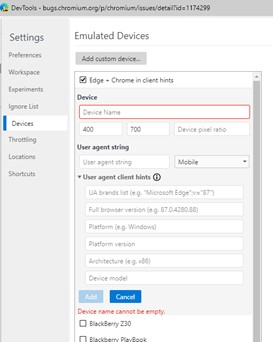 DevTools - bugs.chromium.org/p/chromium/issues/detail?id=1174299
Settings
Preferences
Workspace
Experiments
Ignore List
Devices
Throttling
Locations
Shortcuts
Emulated Devices
Add custom device...
Edge + Chrome in client hints
Device
Device Name
400 700 Device pixel ratio
User agent string
User agent string Mobile
User agent client hints
UA brands list (e.g. "Microsoft Edge";v="87")
Full browser version (e.g. 87.0.4280.88)
Platform (e.g. Windows)
Platform version
Architecture (e.g. x86)
Device model
Add Cancel
Device name cannot be empty.
BlackBerry Z30
BlackBerry PlayBook